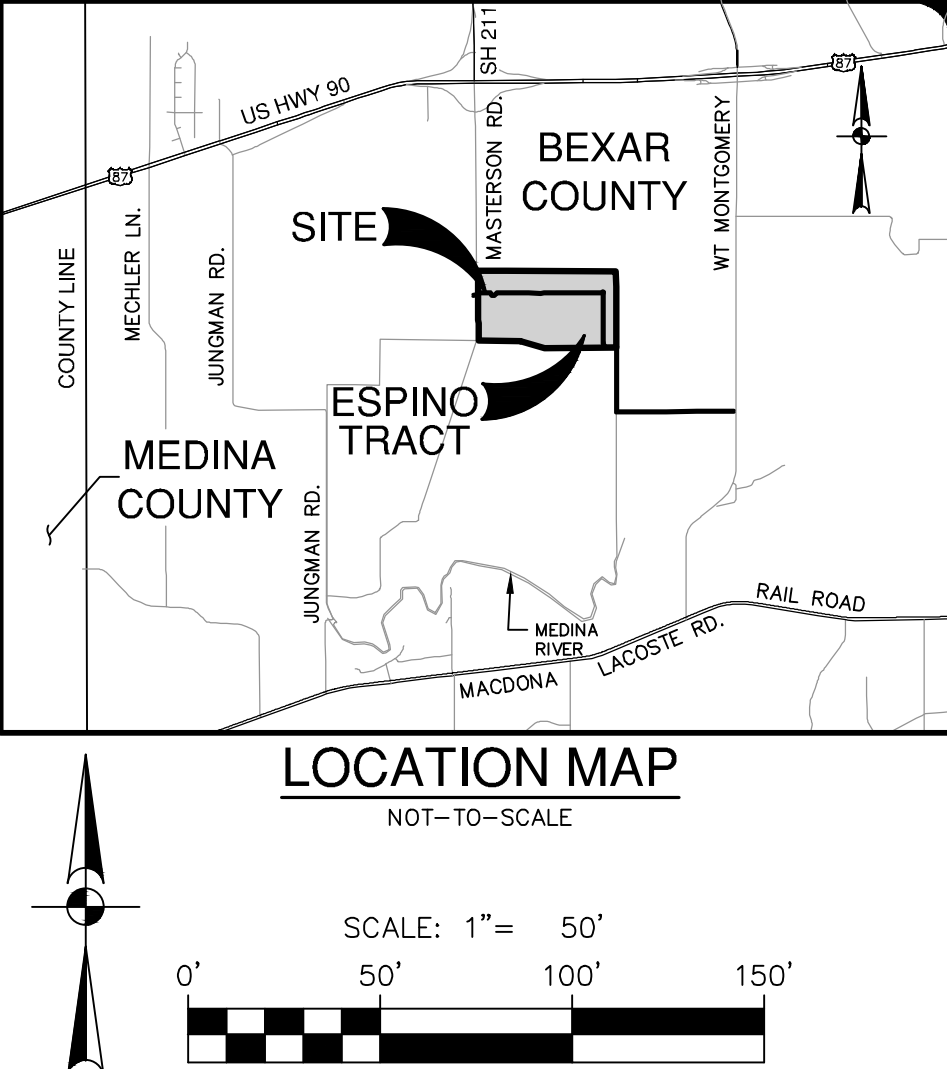 SH 211
87
US HWY 90
MASTERSON RD.
WT MONTGOMERY
BEXAR
COUNTY
87
SITE
MECHLER LN.
JUNGMAN RD.
COUNTY LINE
ESPINO
TRACT
MEDINA
COUNTY
JUNGMAN RD.
RAIL ROAD
MEDINA
RIVER
LACOSTE RD.
MACDONA
LOCATION MAP
NOT-TO-SCALE
SCALE: 1"= 50'
0' 50' 100' 150'